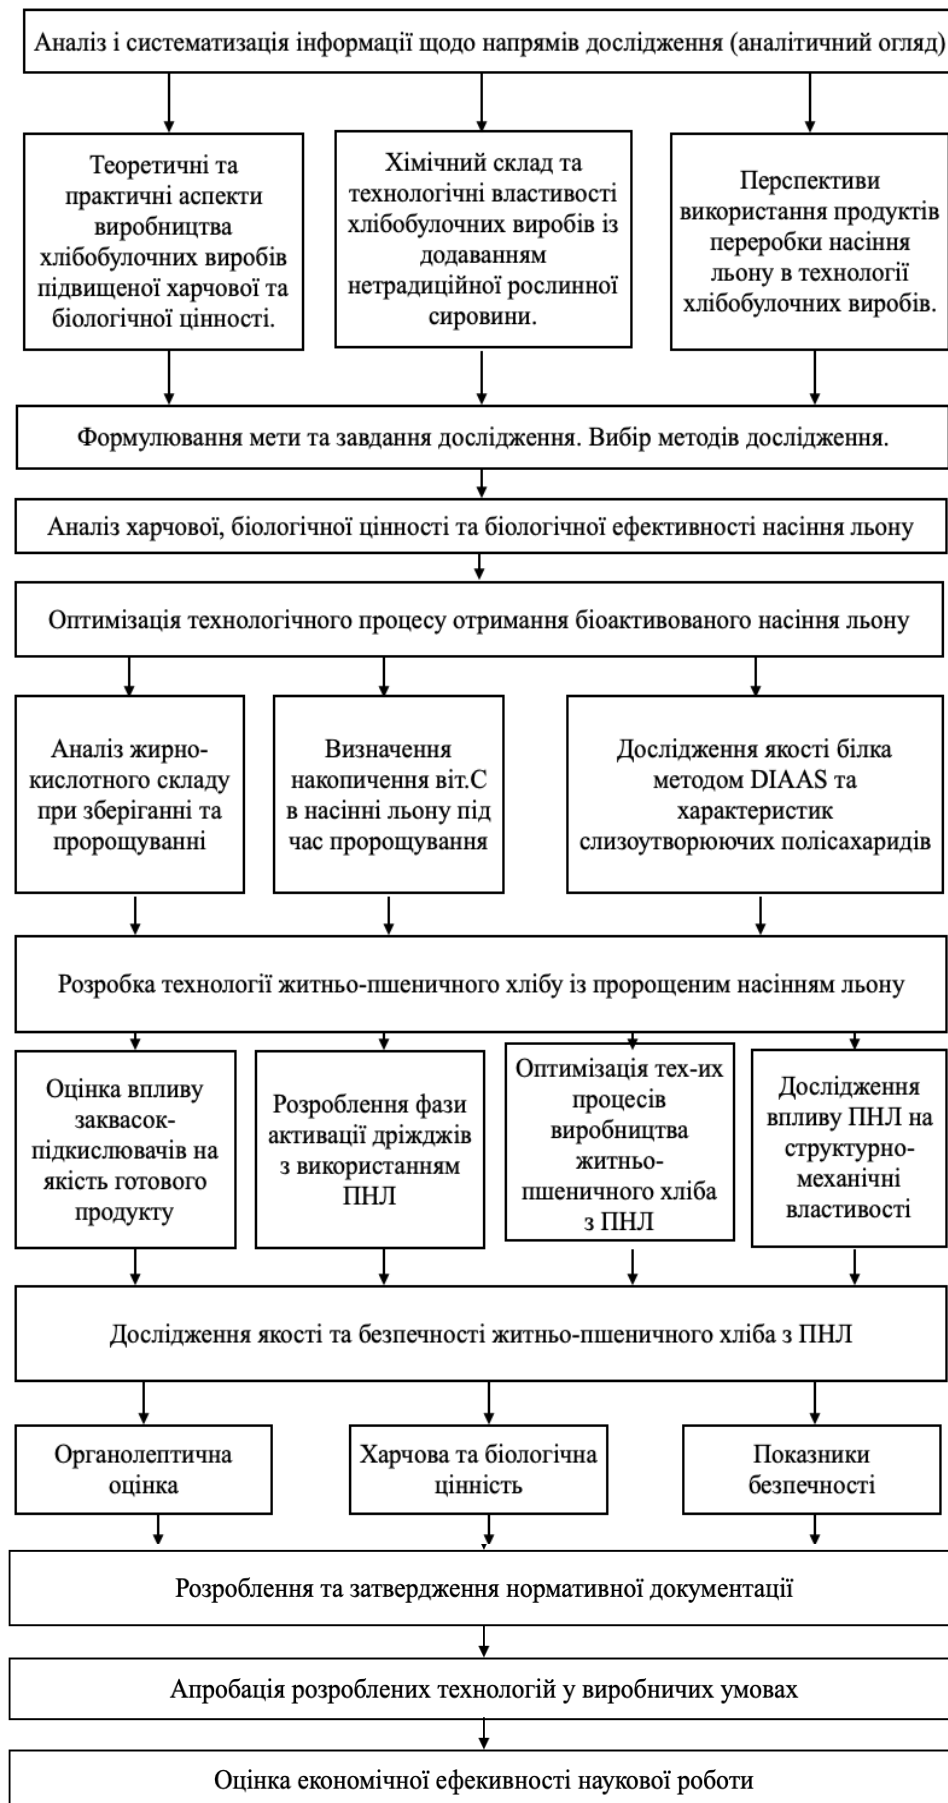 Аналіз і систематизація інформації щодо напрямів дослідження (аналітичний огляд)
Теоретичні та
практичні аспекти
виробництва
хлібобулочних виробів
підвищеної харчової та
біологічної цінності.
Хімічний склад та
технологічні властивості
хлібобулочних виробів із
додаванням
нетрадиційної рослинної
сировини.
Перспективи
використання продуктів
переробки насіння
льону в технології
хлібобулочних виробів.
Формулювання мети та завдання дослідження. Вибір методів дослідження.
Аналіз харчової, біологічної цінності та біологічної ефективності насіння льону
Оптимізація технологічного процесу отримання біоактивованого насіння льону
Аналіз жирно-
кислотного складу
при зберіганні та
пророщуванні
Визначення
накопичення віт.С
в насінні льону під
час пророщування
Дослідження якості білка
методом DIAAS та
характеристик
слизоутворюючих полісахаридів
Розробка технології житньо-пшеничного хлібу із пророщеним насінням льону
Оцінка впливу
заквасок-
підкислювачів на
якість готового
продукту
Розроблення фази
активації дріжджів
з використанням
ПНЛ
Оптимізація тех-их
процесів
виробництва
житньо-
пшеничного хліба
з ПНЛ
Дослідження
впливу ПНЛ на
структурно-
механічні
властивості
Дослідження якості та безпечності житньо-пшеничного хліба з ПНЛ
Органолептична
оцінка
Харчова та біологічна
цінність
Показники
безпечності
Розроблення та затвердження нормативної документації
Апробація розроблених технологій у виробничих умовах
Оцінка економічної ефекивності наукової роботи